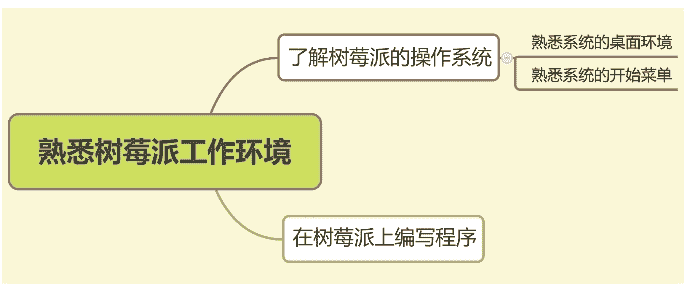 了解树莓派的操作系统
熟悉系统的桌面环境
熟悉系统的开始菜单
熟悉树莓派工作环境
在树莓派上编写程序